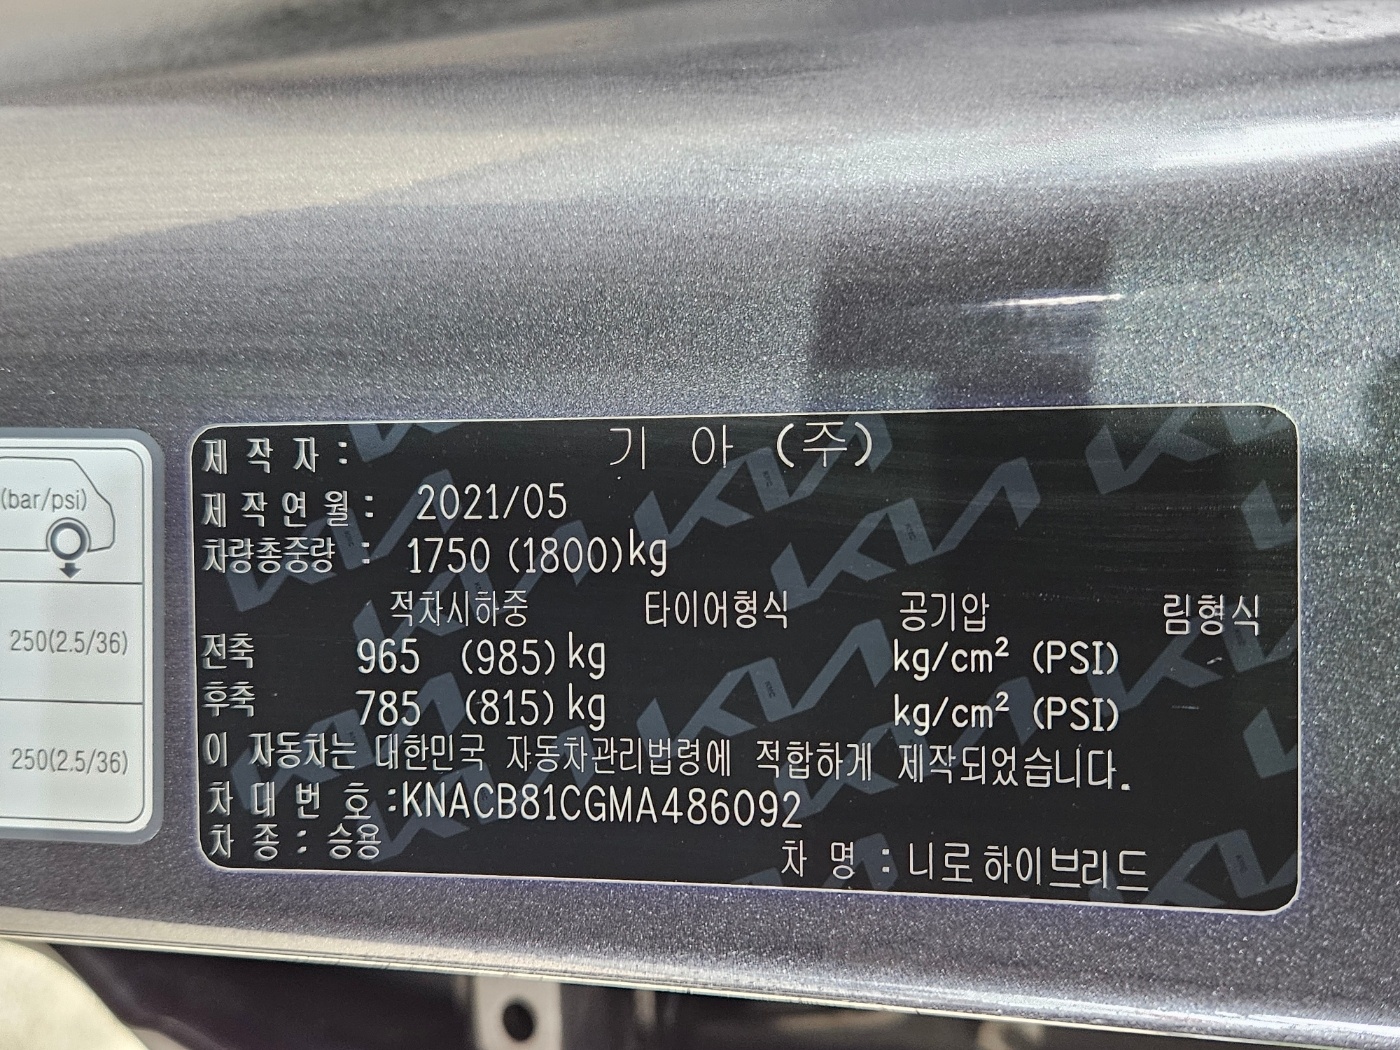 (bar/psi)
250(2.5/36)
250(2.5/36)
제 작 자 : 기 아 (주)
제 작 연 월 : 2021/05
차량총중량 : 1750 (1800)kg
적차시하중 타이어형식 공기압 림형식
전축 965 (985) kg kg/cm² (PSI)
후축 785 (815) kg kg/cm² (PSI)
이 자동차는 대한민국 자동차관리법령에 적합하게 제작되었습니다.
차 대 번 호 :KNACB81CGMA486092
차 종 : 승용 차 명 : 니로하이브리드